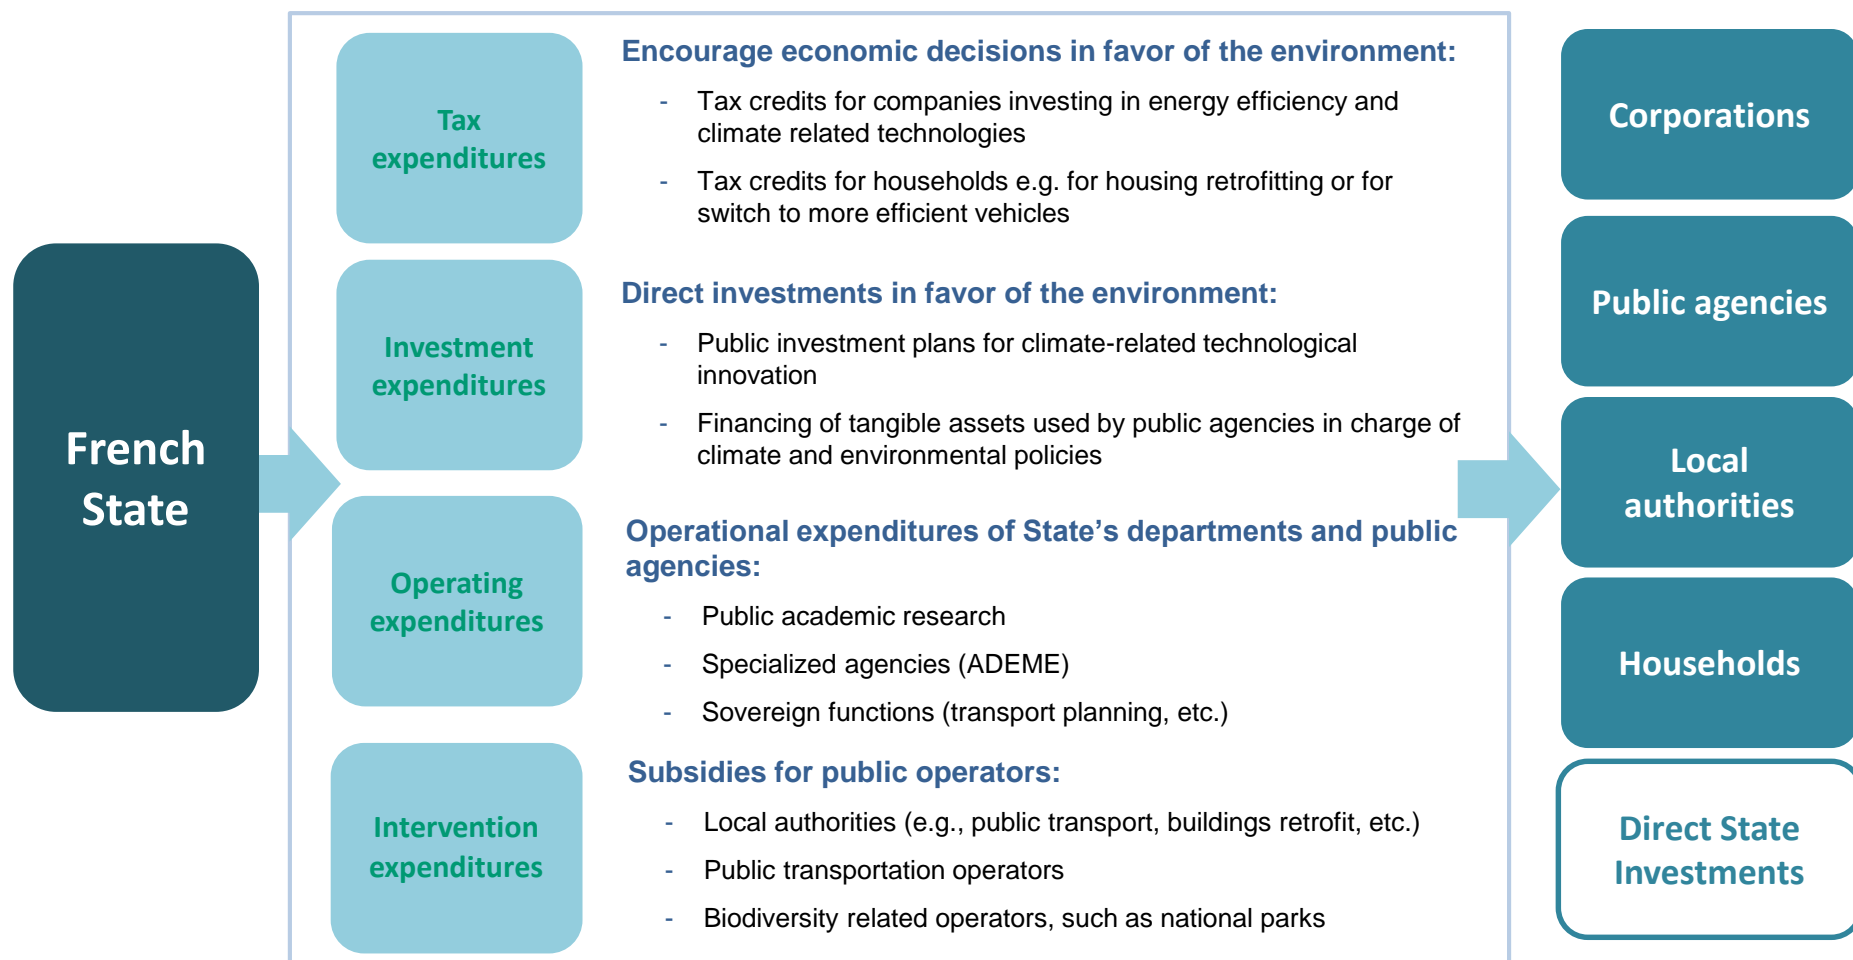 French
State
Tax
expenditures
Encourage economic decisions in favor of the environment:
- Tax credits for companies investing in energy efficiency and
climate related technologies
- Tax credits for households e.g. for housing retrofitting or for
switch to more efficient vehicles
Investment
expenditures
Direct investments in favor of the environment:
- Public investment plans for climate-related technological
innovation
- Financing of tangible assets used by public agencies in charge of
climate and environmental policies
Operating
expenditures
Operational expenditures of State’s departments and public
agencies:
- Public academic research
- Specialized agencies (ADEME)
- Sovereign functions (transport planning, etc.)
Intervention
expenditures
Subsidies for public operators:
- Local authorities (e.g., public transport, buildings retrofit, etc.)
- Public transportation operators
- Biodiversity related operators, such as national parks
Corporations
Public agencies
Local
authorities
Households
Direct State
Investments